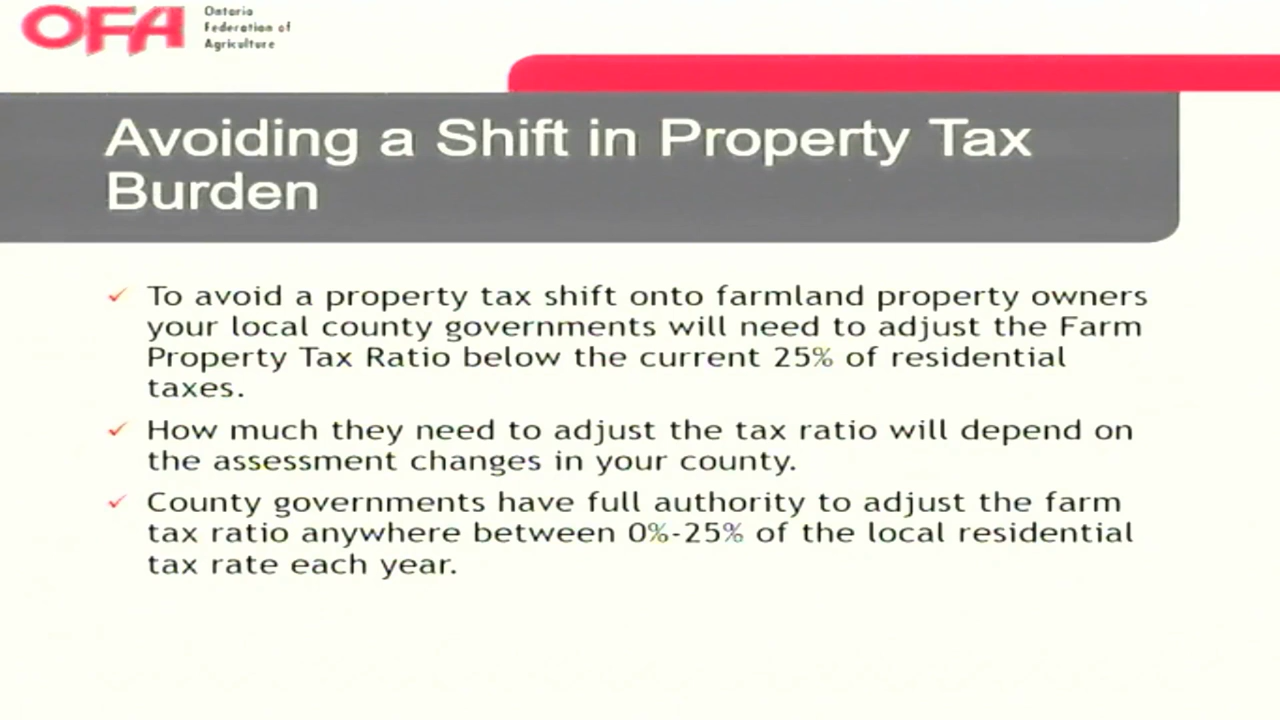 OFA
Ontario
Federation of
Agriculture
Avoiding a Shift in Property Tax
Burden
✓ To avoid a property tax shift onto farmland property owners
your local county governments will need to adjust the Farm
Property Tax Ratio below the current 25% of residential
taxes.
✓ How much they need to adjust the tax ratio will depend on
the assessment changes in your county.
✓ County governments have full authority to adjust the farm
tax ratio anywhere between 0%-25% of the local residential
tax rate each year.